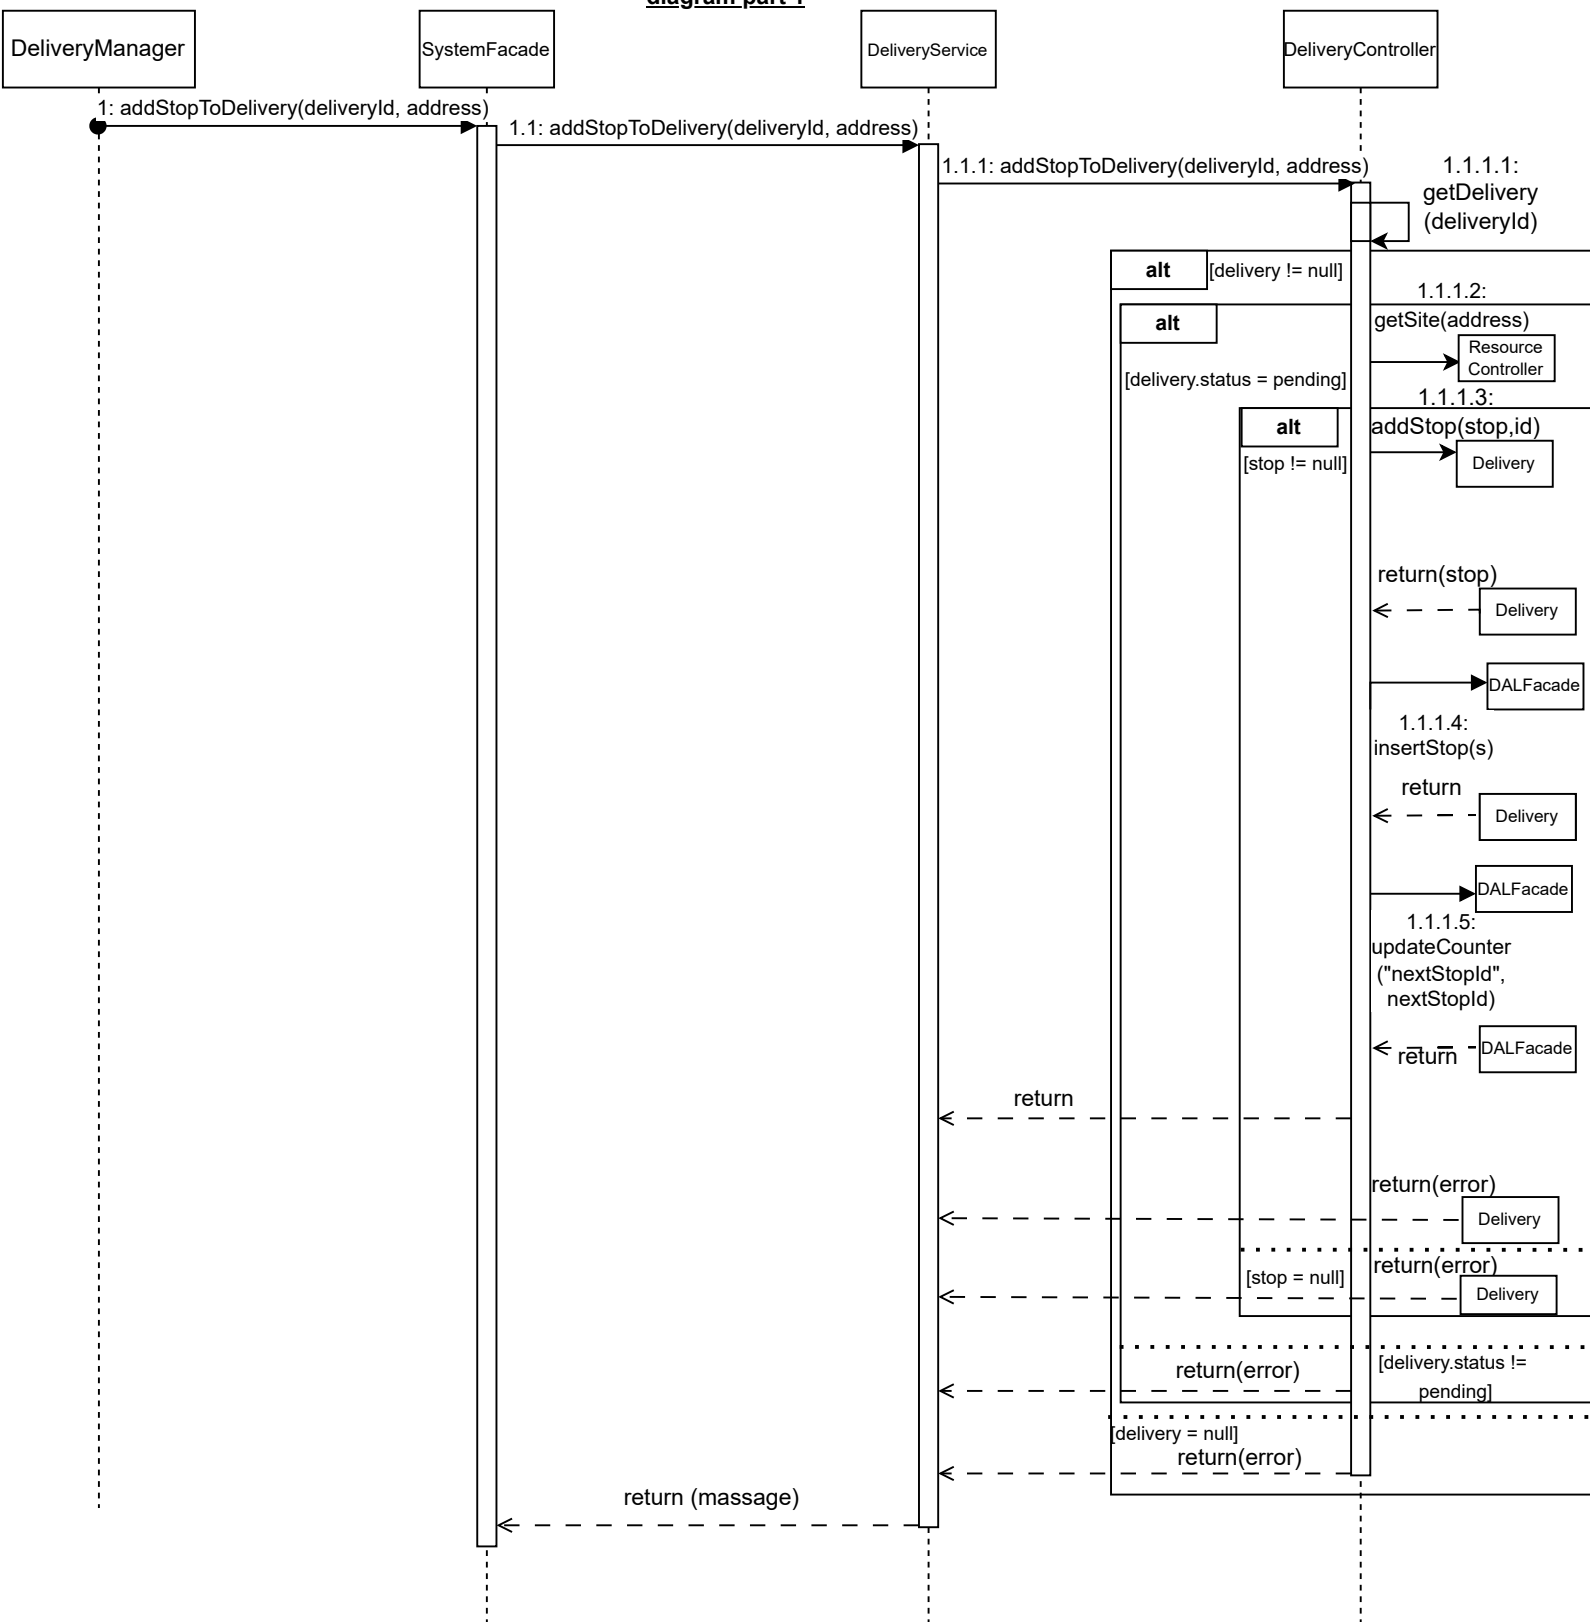 diagram part 1
DeliveryManager
SystemFacade
DeliveryService
DeliveryController
1: addStopToDelivery(deliveryId, address)
1.1: addStopToDelivery(deliveryId, address)
1.1.1: addStopToDelivery(deliveryId, address)
1.1.1.1:
getDelivery
(deliveryId)
alt
[delivery != null]
1.1.1.2:
alt
getSite(address)
Resource
Controller
[delivery.status = pending]
1.1.1.3:
alt
addStop(stop,id)
[stop != null]
Delivery
return(stop)
Delivery
DALFacade
1.1.1.4:
insertStop(s)
return
Delivery
DALFacade
1.1.1.5:
updateCounter
("nextStopId",
nextStopId)
return
DALFacade
return
return(error)
Delivery
return(error)
[stop = null]
Delivery
[delivery.status !=
pending]
return(error)
[delivery = null]
return(error)
return (massage)